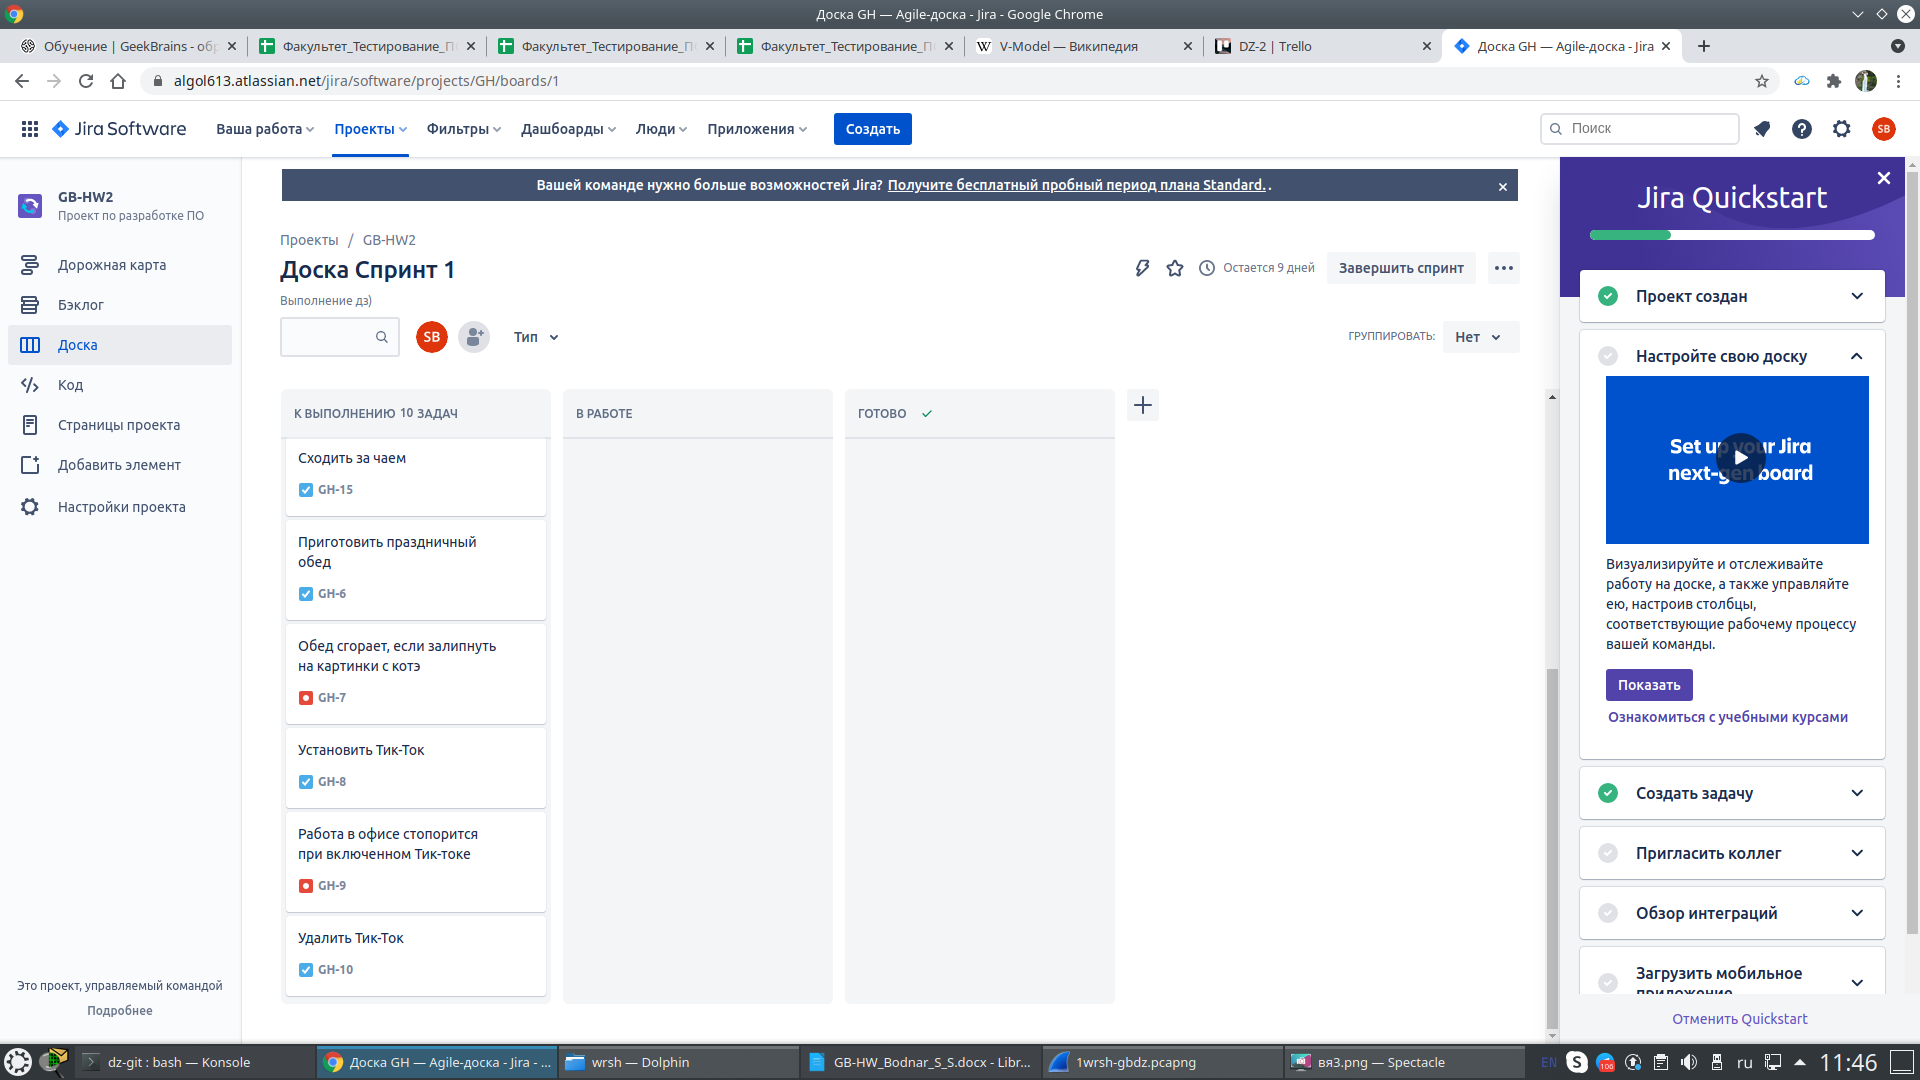 Доска GH — Agile-доска - Jira - Google Chrome
Обучение | GeekBrains - обр
Факультет_Тестирование_П
Факультет_Тестирование_П
Факультет_Тестирование_П
V-Model — Википедия
DZ-2 | Trello
Доска GH — Agile-доска - Jira
algol613.atlassian.net/jira/software/projects/GH/boards/1
Jira Software
Ваша работа
Проекты
Фильтры
Дашбоарды
Люди
Приложения
Создать
Поиск
SB
GB-HW2
Проект по разработке ПО
Дорожная карта
Бэклог
Доска
Код
Страницы проекта
Добавить элемент
Настройки проекта
Это проект, управляемый командой
Подробнее
Вашей команде нужно больше возможностей Jira? Получите бесплатный пробный период плана Standard. .
Проекты / GB-HW2
Доска Спринт 1
Остается 9 дней
Завершить спринт
Выполнение дз)
SB
Тип
ГРУППИРОВАТЬ:
Нет
К ВЫПОЛНЕНИЮ 10 ЗАДАЧ
В РАБОТЕ
ГОТОВО
Сходить за чаем
GH-15
Приготовить праздничный
обед
GH-6
Обед сгорает, если залипнуть
на картинки с котэ
GH-7
Установить Тик-Ток
GH-8
Работа в офисе стопорится
при включенном Тик-токе
GH-9
Удалить Тик-Ток
GH-10
Jira Quickstart
Проект создан
Настройте свою доску
Set up your Jira
next-gen board
Визуализируйте и отслеживайте
работу на доске, а также управляйте
ею, настроив столбцы,
соответствующие рабочему процессу
вашей команды.
Показать
Ознакомиться с учебными курсами
Создать задачу
Пригласить коллег
Обзор интеграций
Загрузить мобильное
приложение
Отменить Quickstart
dz-git : bash — Konsole
Доска GH — Agile-доска - Jira - ...
wrsh — Dolphin
GB-HW_Bodnar_S_S.docx - Libr...
1wrsh-gbdz.pcapng
вя3.png — Spectacle
EN
106
ru
11:46